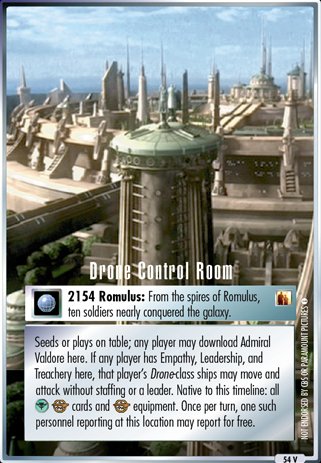 Drone Control Room
2154 Romulus: From the spires of Romulus,
ten soldiers nearly conquered the galaxy.
Seeds or plays on table; any player may download Admiral
Valdore here. If any player has Empathy, Leadership, and
Treachery here, that player's Drone-class ships may move and
attack without staffing or a leader. Native to this timeline: all
cards and equipment. Once per turn, one such
personnel reporting at this location may report for free.
NOT ENDORSED BY CBS OR PARAMOUNT PICTURES
54 V